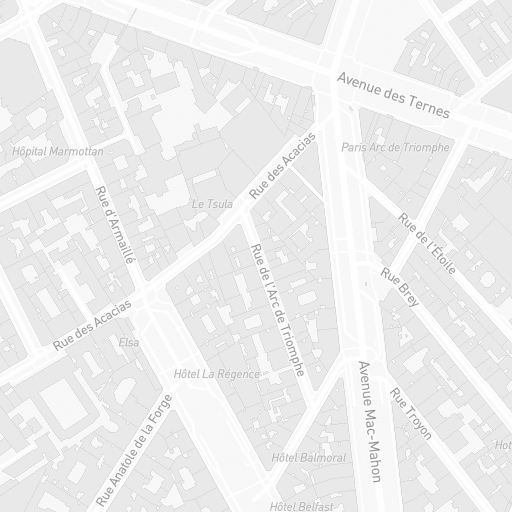 Avenue des Ternes
Hôpital Marmottan
Rue des Acacias
Paris Arc de Triomphe
Le Tsula
Rue d'Armaillé
Rue de l'Étoile
Rue de l'Arc de Triomphe
Rue Brey
Rue des Acacias
Elsa
Hôtel La Régence
Avenue Mac-Mahon
Rue Troyon
Rue Anatole de la Forge
Hôtel Balmoral
Hot
Hôtel Belfast